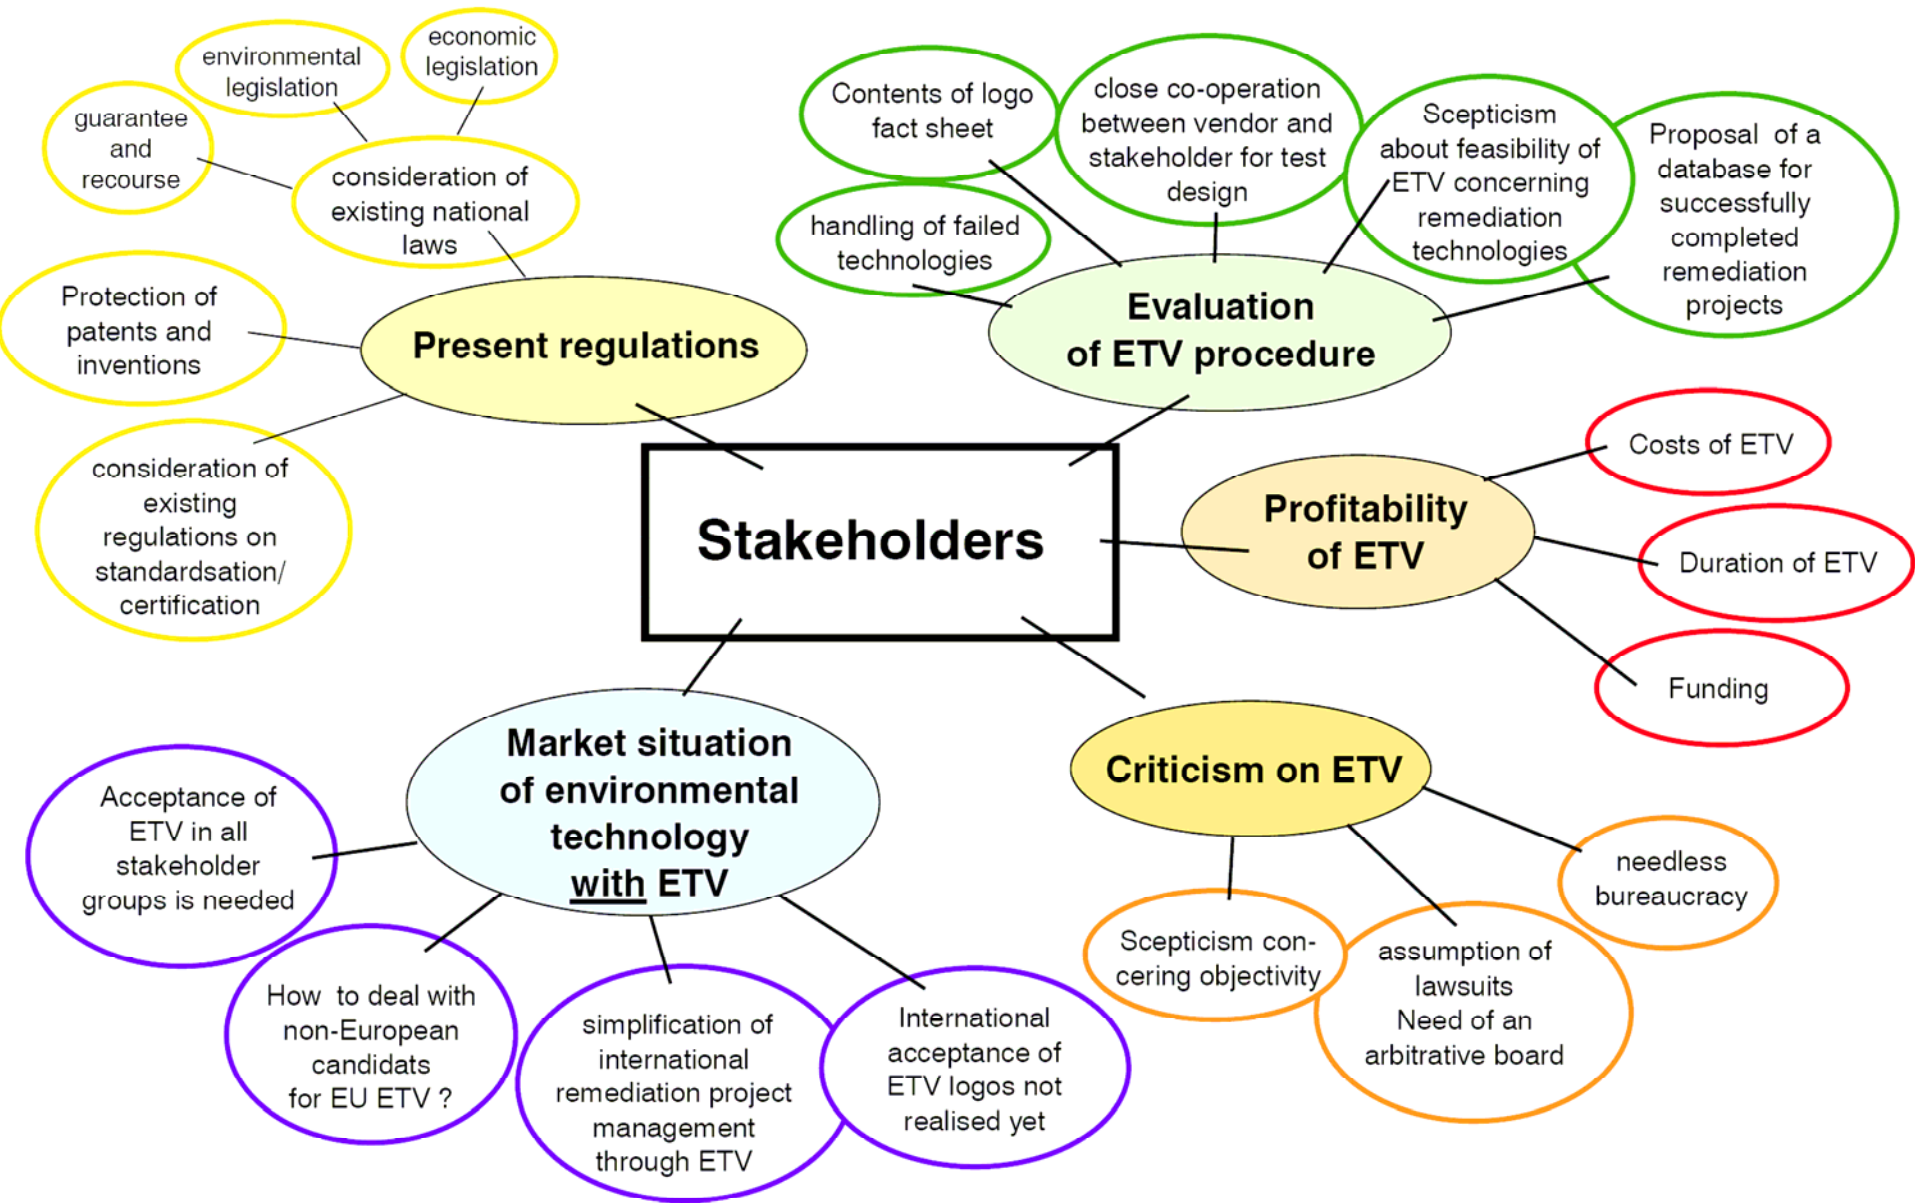 economic
legislation
environmental
legislation
guarantee
and
recourse
consideration of
existing national
laws
Protection of
patents and
inventions
Present regulations
consideration of
existing
regulations on
standardsation/
certification
Contents of logo
fact sheet
close co-operation
between vendor and
stakeholder for test
design
Scepticism
about feasibility of
ETV concerning
remediation
technologies
Proposal of a
database for
successfully
completed
remediation
projects
handling of failed
technologies
Evaluation
of ETV procedure
Stakeholders
Profitability
of ETV
Costs of ETV
Duration of ETV
Funding
Market situation
of environmental
technology
with ETV
Acceptance of
ETV in all
stakeholder
groups is needed
How to deal with
non-European
candidats
for EU ETV ?
simplification of
international
remediation project
management
through ETV
International
acceptance of
ETV logos not
realised yet
Criticism on ETV
Scepticism con-
cering objectivity
assumption of
lawsuits
Need of an
arbitrative board
needless
bureaucracy